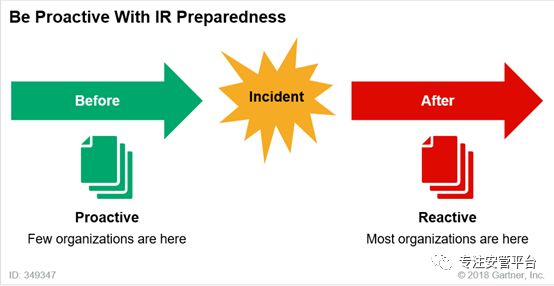 Be Proactive With IR Preparedness
Before
Incident
After
Proactive
Few organizations are here
Reactive
Most organizations are here
专注安管平台
ID: 349347
© 2018 Gartner, Inc.